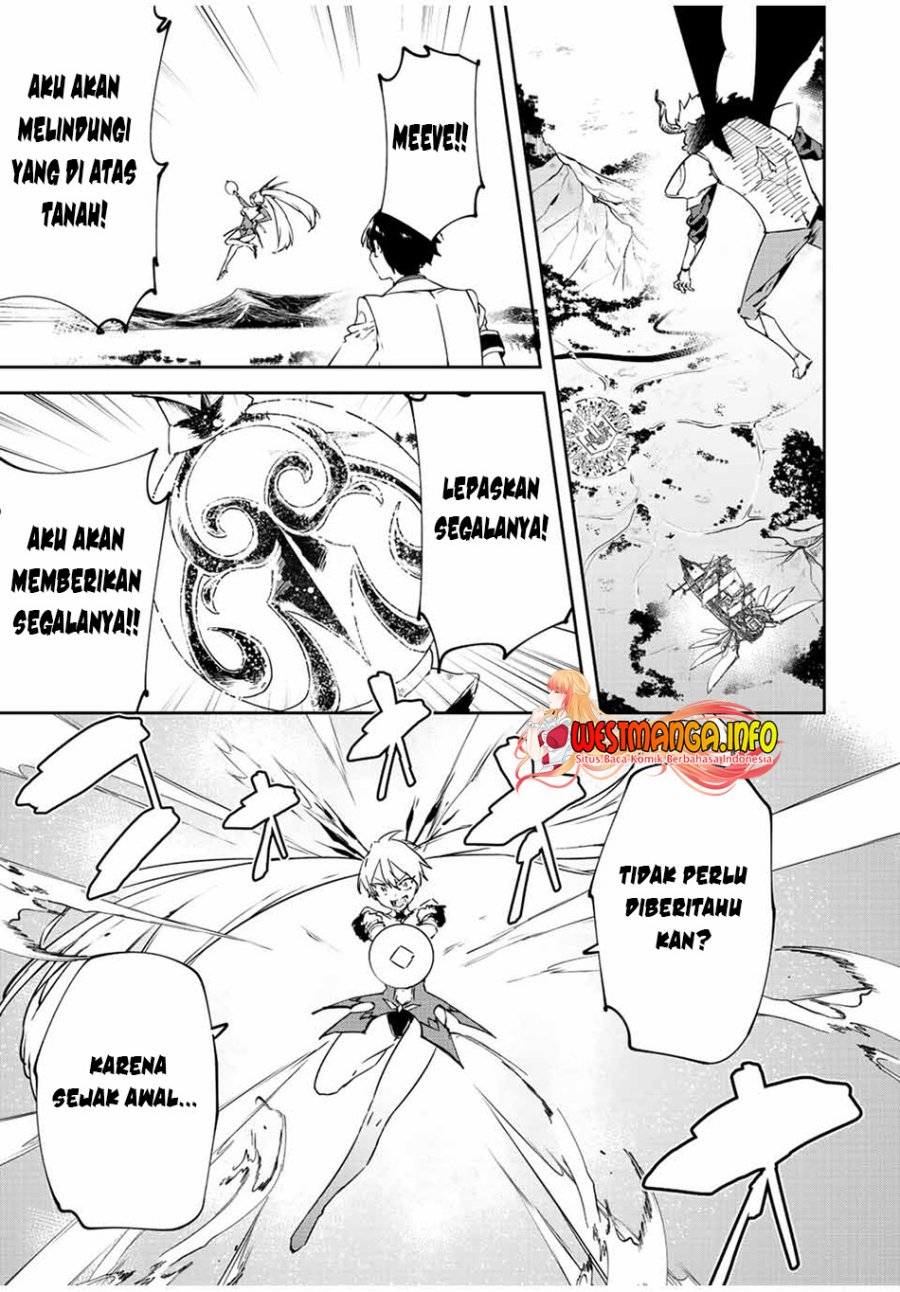 MEEVE!!
AKU AKAN
MELINDUNGI
YANG DI ATAS
TANAH!
LEPASKAN
SEGALANYA!
AKU AKAN
MEMBERIKAN
SEGALANYA!!
WESTMANGA.INFO
Situs Baca Komik Berbahasa Indonesia
TIDAK PERLU
DIBERITAHU
KAN?
KARENA
SEJAK AWAL...